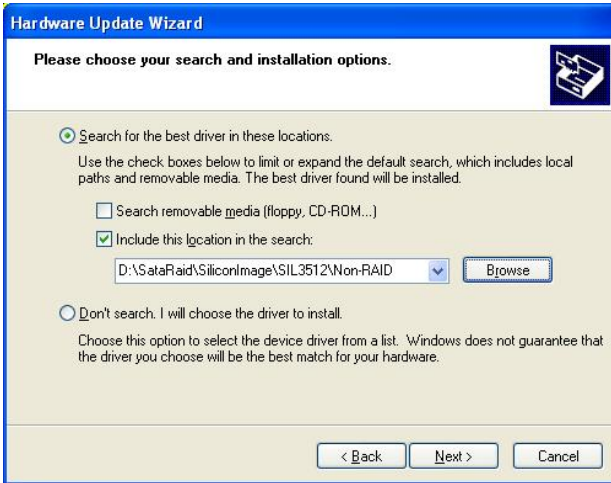 Hardware Update Wizard
Please choose your search and installation options.
Search for the best driver in these locations.
Use the check boxes below to limit or expand the default search, which includes local
paths and removable media. The best driver found will be installed.
Search removable media (floppy, CD-ROM...)
Include this location in the search:
D:\SataRaid\SiliconImage\SIL3512\Non-RAID
Browse
Don't search. I will choose the driver to install.
Choose this option to select the device driver from a list. Windows does not guarantee that
the driver you choose will be the best match for your hardware.
< Back Next > Cancel